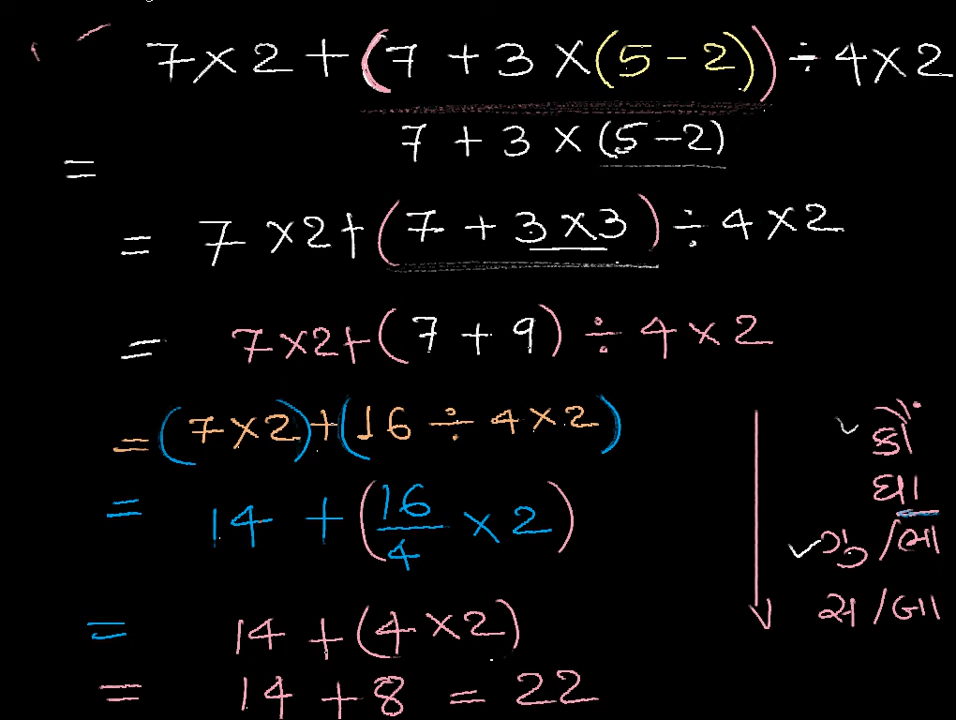 7 × 2 + (7 + 3 × (5 − 2)) ÷ 4 × 2
7 + 3 × (5 − 2)
=
= 7 × 2 + (7 + 3 × 3) ÷ 4 × 2
= 7 × 2 + (7 + 9) ÷ 4 × 2
= (7 × 2) + (16 ÷ 4 × 2)
કૌં
ઘા
= 14 + (16/4 × 2)
ગુ / ભા
સ / બા
= 14 + (4 × 2)
= 14 + 8 = 22